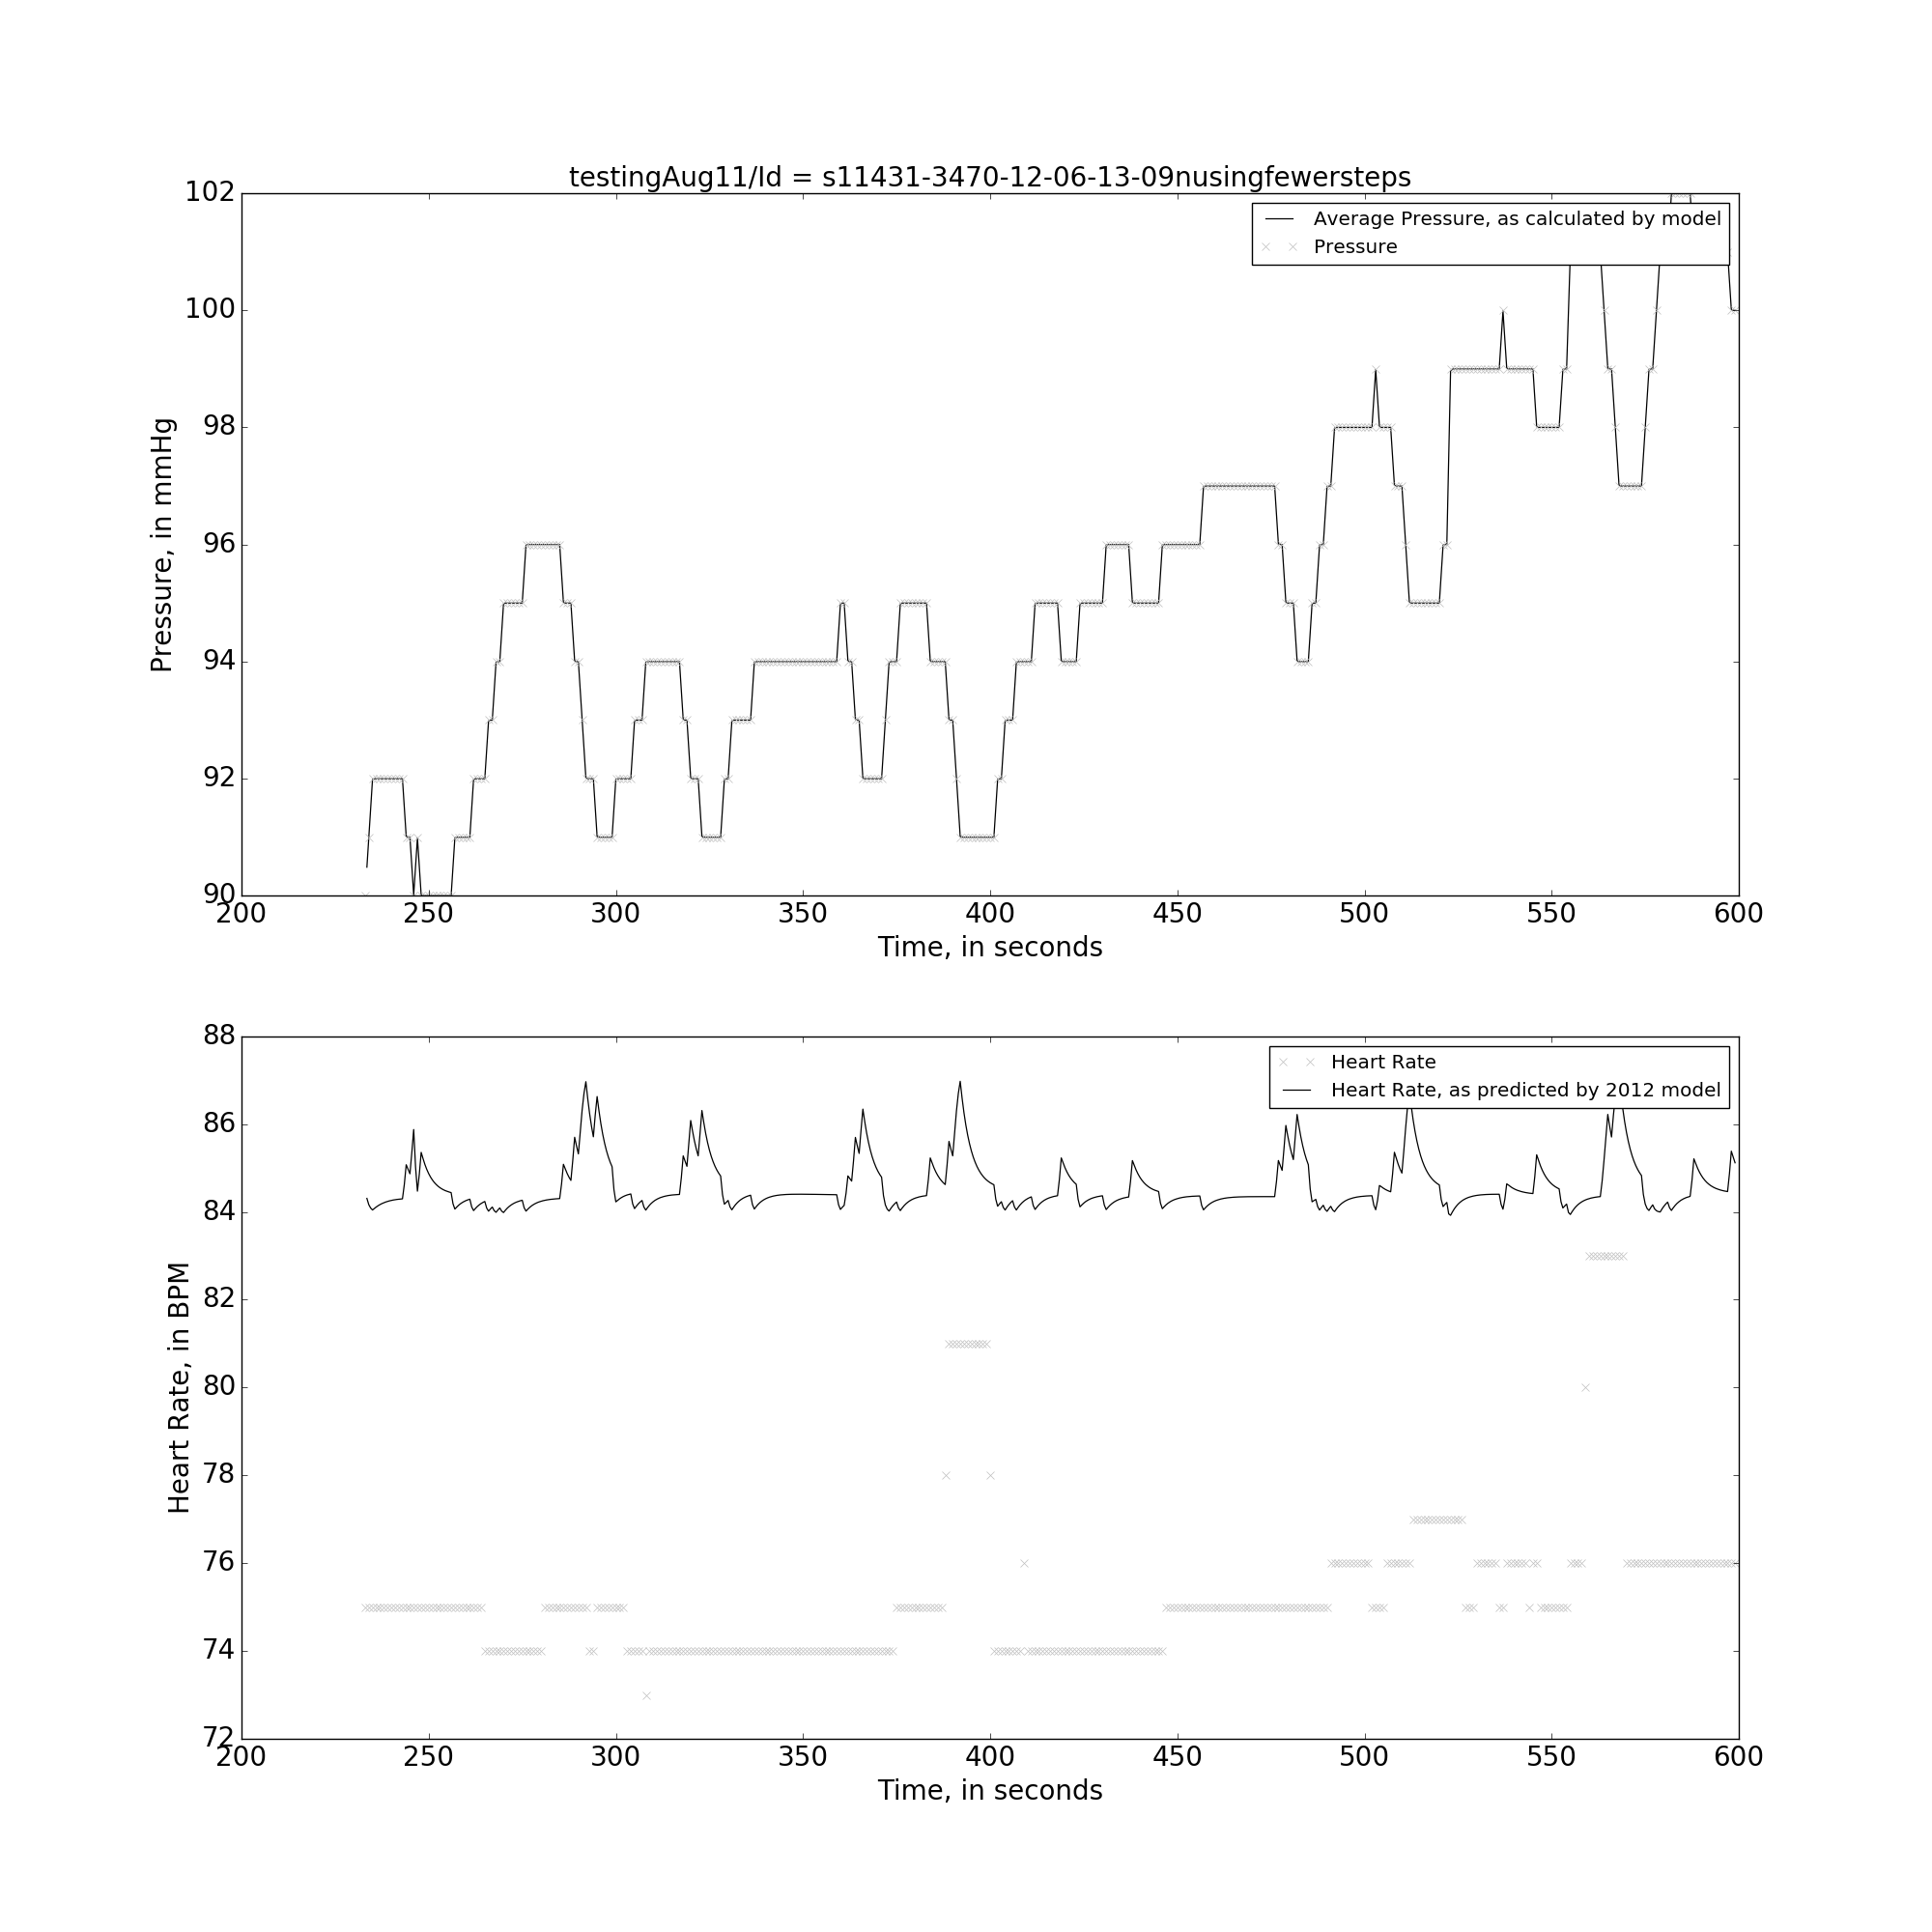 testingAug11/Id = s11431-3470-12-06-13-09nusingfewersteps
102
100
98
96
94
92
90
Pressure, in mmHg
Average Pressure, as calculated by model
Pressure
200 250 300 350 400 450 500 550 600
Time, in seconds
88
86
84
82
80
78
76
74
72
Heart Rate, in BPM
Heart Rate
Heart Rate, as predicted by 2012 model
200 250 300 350 400 450 500 550 600
Time, in seconds